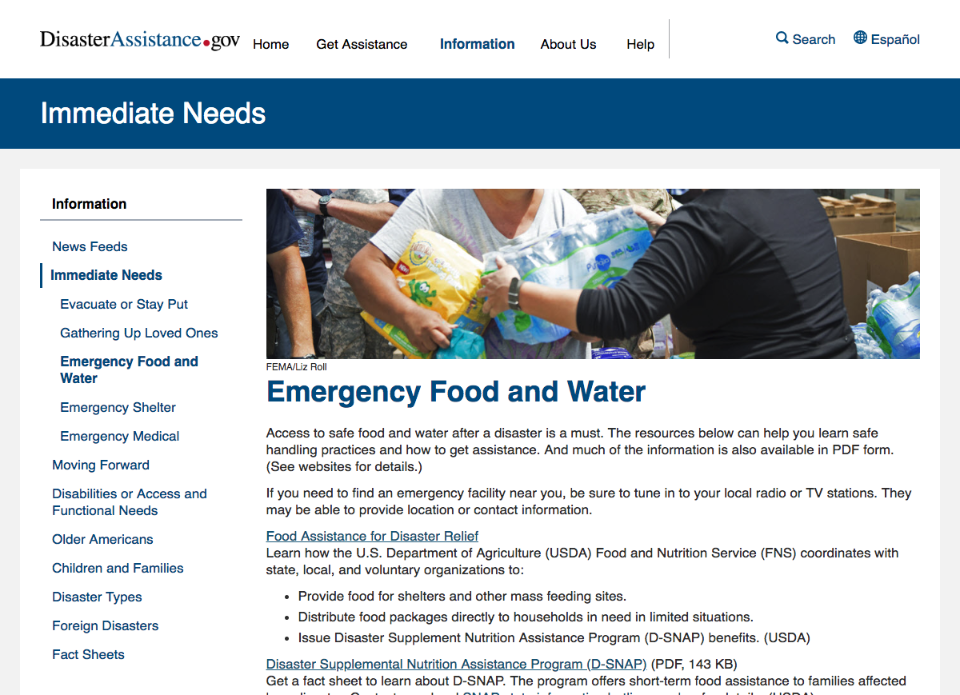 DisasterAssistance.gov Home Get Assistance Information About Us Help Search Español
Immediate Needs
Information
News Feeds
Immediate Needs
Evacuate or Stay Put
Gathering Up Loved Ones
Emergency Food and
Water
Emergency Shelter
Emergency Medical
Moving Forward
Disabilities or Access and
Functional Needs
Older Americans
Children and Families
Disaster Types
Foreign Disasters
Fact Sheets
FEMA/Liz Roll
Emergency Food and Water
Access to safe food and water after a disaster is a must. The resources below can help you learn safe
handling practices and how to get assistance. And much of the information is also available in PDF form.
(See websites for details.)
If you need to find an emergency facility near you, be sure to tune in to your local radio or TV stations. They
may be able to provide location or contact information.
Food Assistance for Disaster Relief
Learn how the U.S. Department of Agriculture (USDA) Food and Nutrition Service (FNS) coordinates with
state, local, and voluntary organizations to:
• Provide food for shelters and other mass feeding sites.
• Distribute food packages directly to households in need in limited situations.
• Issue Disaster Supplement Nutrition Assistance Program (D-SNAP) benefits. (USDA)
Disaster Supplemental Nutrition Assistance Program (D-SNAP) (PDF, 143 KB)
Get a fact sheet to learn about D-SNAP. The program offers short-term food assistance to families affected